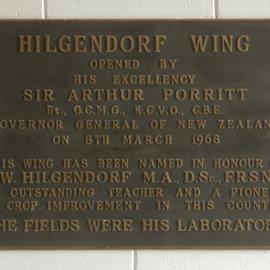 HILGENDORF WING
OPENED BY
HIS EXCELLENCY
SIR ARTHUR PORRITT
Bt., G.C.M.G., K.C.V.O., C.B.E.
OVERNOR GENERAL OF NEW ZEALAN
ON 8TH MARCH 1968
IS WING HAS BEEN NAMED IN HONOUR
W. HILGENDORF M.A., D.Sc., F.R.S.N.
OUTSTANDING TEACHER AND A PIONE
CROP IMPROVEMENT IN THIS COUNT
HE FIELDS WERE HIS LABORATOR